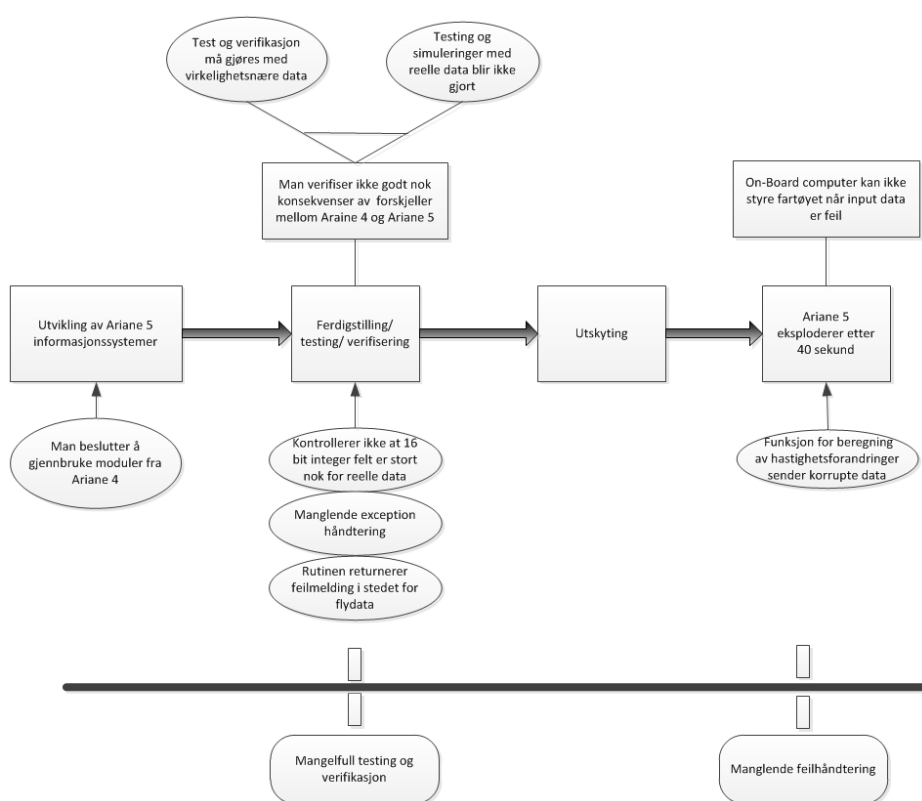 Test og verifikasjon
må gjøres med
virkelighetsnære data
Testing og
simuleringer med
reelle data blir ikke
gjort
Man verifiser ikke godt nok
konsekvenser av forskjeller
mellom Araine 4 og Ariane 5
On-Board computer kan ikke
styre fartøyet når input data
er feil
Utvikling av Ariane 5
informasjonssystemer
Ferdigstilling/
testing/ verifisering
Utskyting
Ariane 5
eksploderer etter
40 sekund
Man beslutter å
gjennbruke moduler fra
Ariane 4
Kontrollerer ikke at 16
bit integer felt er stort
nok for reelle data
Manglende exception
håndtering
Rutinen returnerer
feilmelding i stedet for
flydata
Funksjon for beregning
av hastighetsforandringer
sender korrupte data
Mangelfull testing og
verifikasjon
Manglende feilhåndtering